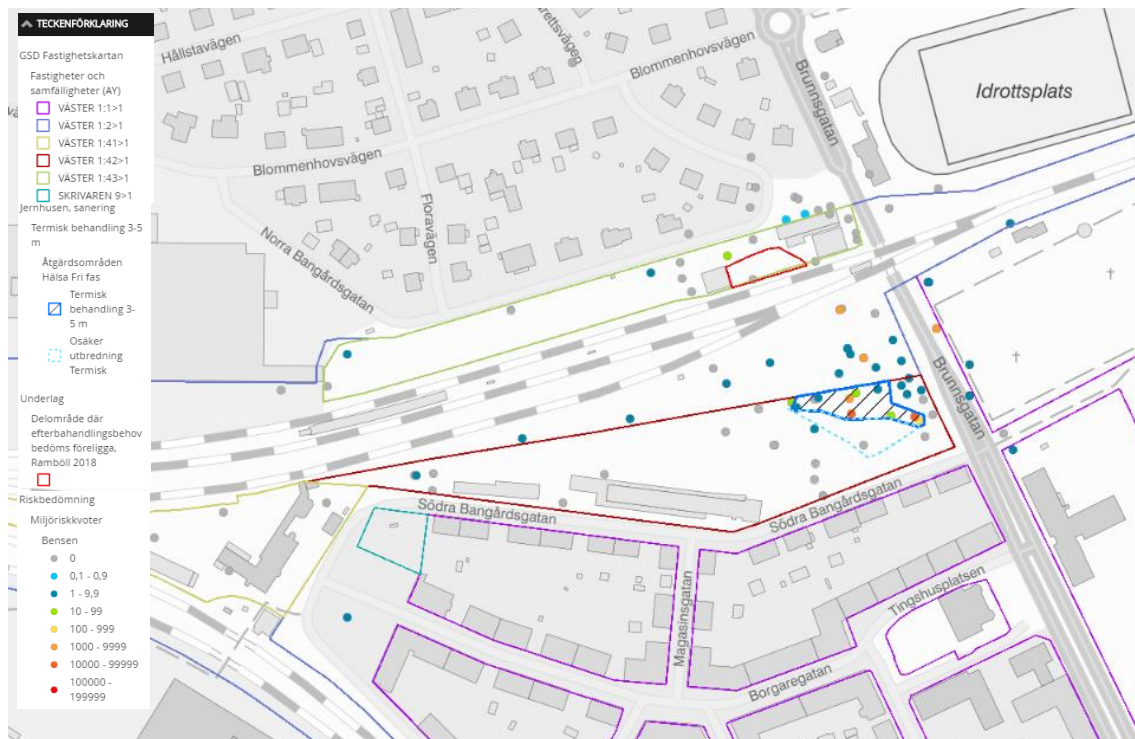 TECKENFÖRKLARING
GSD Fastighetskartan
Fastigheter och
samfälligheter (AY)
VÄSTER 1:1>1
VÄSTER 1:2>1
VÄSTER 1:41>1
VÄSTER 1:42>1
VÄSTER 1:43>1
SKRIVAREN 9>1
Jernhusen, sanering
Termisk behandling 3-5
m
Åtgärdsområden
Hälsa Fri fas
Termisk
behandling 3-
5 m
Osäker
utbredning
Termisk
Underlag
Delområde där
efterbahandlingsbehov
bedöms föreligga,
Ramböll 2018
Riskbedömning
Miljöriskkvoter
Bensen
0
0,1 - 0,9
1 - 9,9
10 - 99
100 - 999
1000 - 9999
10000 - 99999
100000 -
199999
Hållstavägen
Blommenhovsvägen
Brunnsgatan
Idrottsplats
Blommenhovsvägen
Floravägen
Norra Bangårdsgatan
Brunnsgatan
Södra Bangårdsgatan
Södra Bangårdsgatan
Magasinsgatan
Tingshusplatsen
Borgaregatan